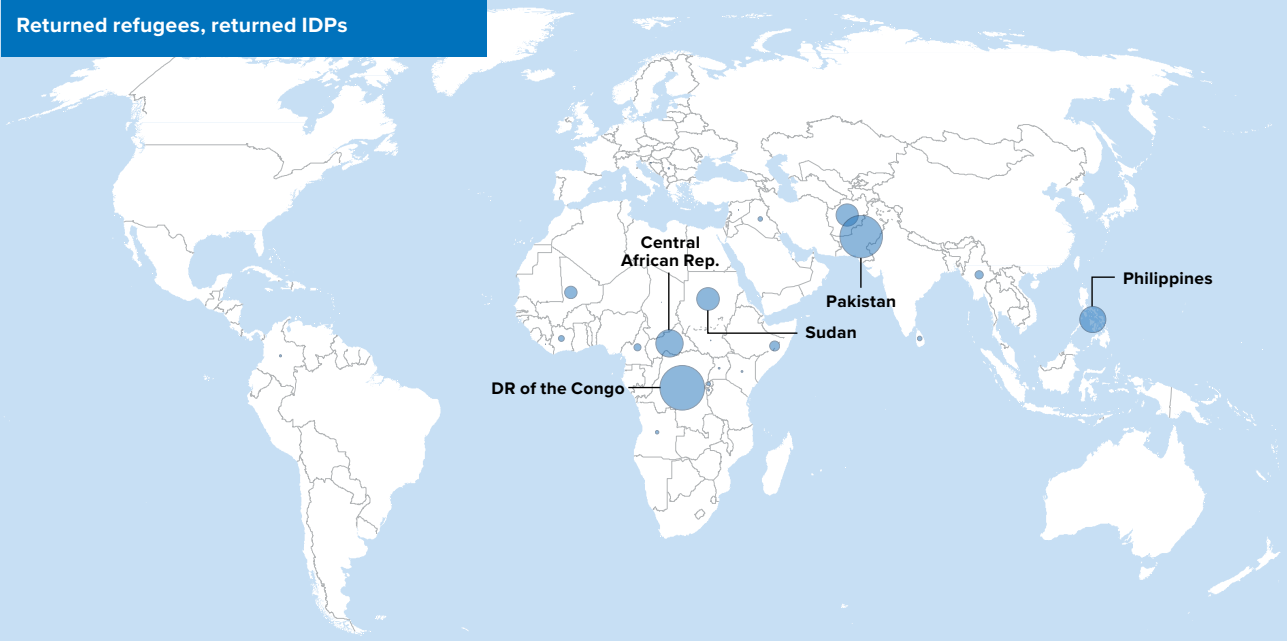 Returned refugees, returned IDPs
Central
African Rep.
Philippines
Pakistan
Sudan
DR of the Congo